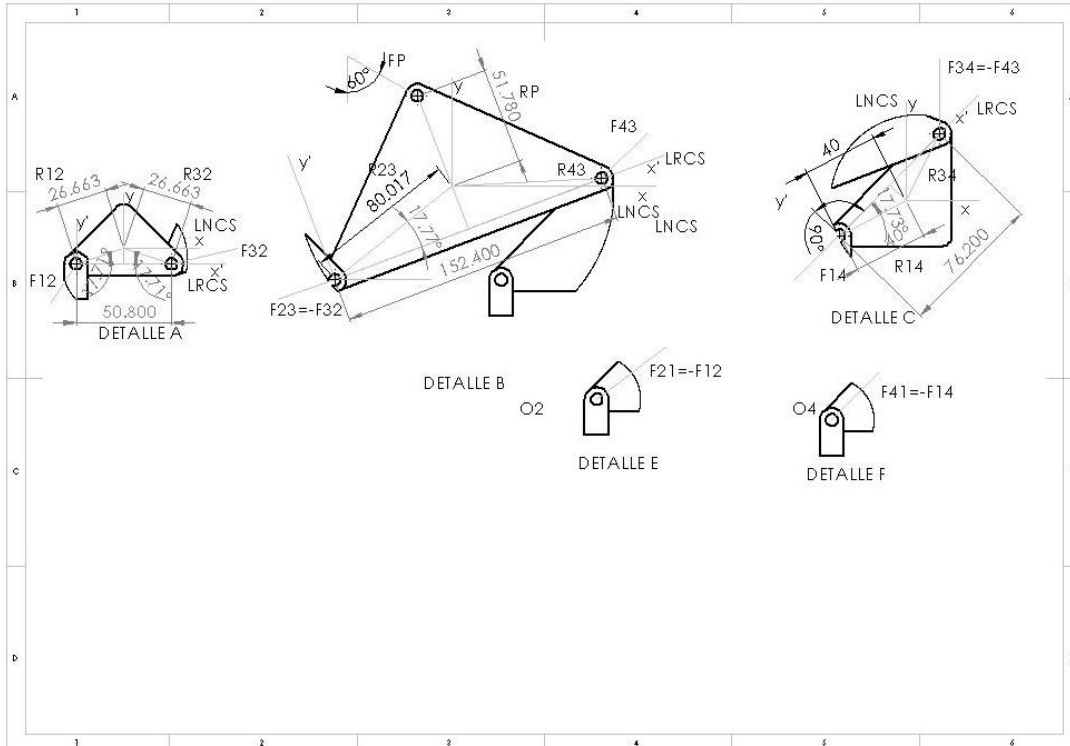 1 2 3 4 5 6
A
B
C
D
R12
26.663
R32
26.663
y'
y
LNCS
x
F32
x'
LRCS
F12
50.800
DETALLE A
60°
FP
y
51.780
RP
F43
y'
R23
80.017
R43
x'
LRCS
x
LNCS
LNCS
17.77°
152.400
F23=-F32
DETALLE B
F34=-F43
LNCS
y
x'
LRCS
40
R34
y'
17.73°
x
90°
40°
F14
R14
76.200
DETALLE C
O2
F21=-F12
DETALLE E
O4
F41=-F14
DETALLE F
1 2 3 4 5 6